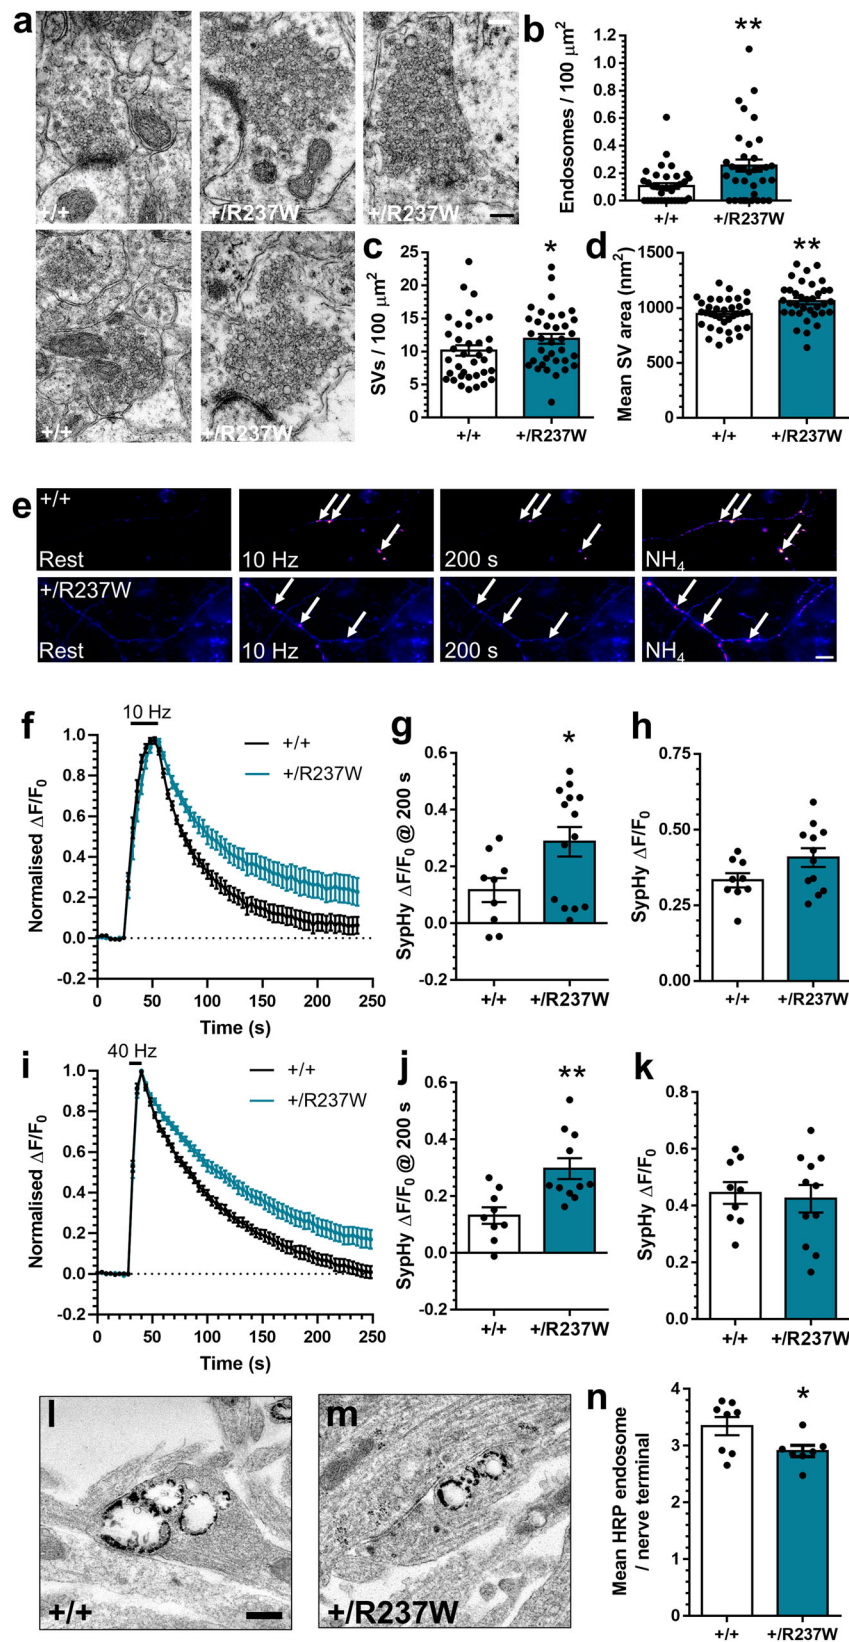 a
+/+
+/R237W
+/R237W
+/+
+/R237W
b
**
Endosomes / 100 µm2
1.2
1.0
0.8
0.6
0.4
0.2
0.0
+/+
+/R237W
c
*
SVs / 100 µm2
25
20
15
10
5
0
+/+
+/R237W
d
**
Mean SV area (nm2)
1500
1000
500
0
+/+
+/R237W
e
+/+
Rest
10 Hz
200 s
NH4
+/R237W
Rest
10 Hz
200 s
NH4
f
10 Hz
+/+
+/R237W
Normalised ΔF/F0
1.0
0.8
0.6
0.4
0.2
0.0
-0.2
0 50 100 150 200 250
Time (s)
g
*
SypHy ΔF/F0 @ 200 s
0.6
0.4
0.2
0.0
-0.2
+/+
+/R237W
h
SypHy ΔF/F0
0.75
0.50
0.25
0.00
+/+
+/R237W
i
40 Hz
+/+
+/R237W
Normalised ΔF/F0
1.0
0.8
0.6
0.4
0.2
0.0
-0.2
0 50 100 150 200 250
Time (s)
j
**
SypHy ΔF/F0 @ 200 s
0.6
0.4
0.2
0.0
-0.2
+/+
+/R237W
k
SypHy ΔF/F0
0.8
0.6
0.4
0.2
0.0
+/+
+/R237W
l
+/+
m
+/R237W
n
*
Mean HRP endosome
/ nerve terminal
4
3
2
1
0
+/+
+/R237W